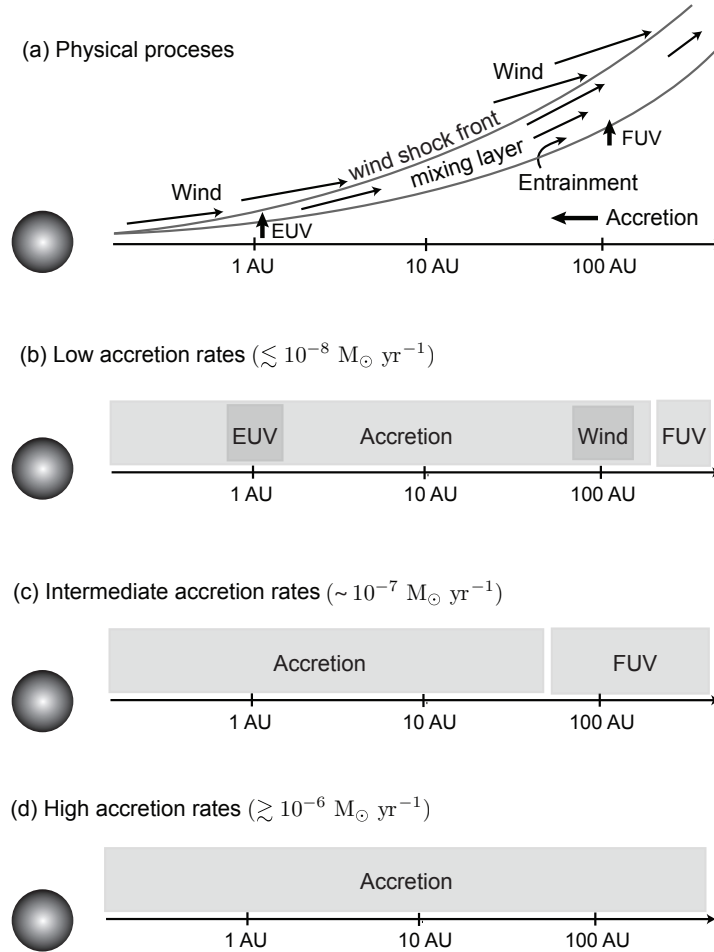 (a) Physical proceses
Wind
wind shock front
Wind
mixing layer
FUV
Entrainment
Accretion
EUV
1 AU 10 AU 100 AU
(b) Low accretion rates (≲ 10⁻⁸ M⊙ yr⁻¹)
EUV Accretion Wind FUV
1 AU 10 AU 100 AU
(c) Intermediate accretion rates (~ 10⁻⁷ M⊙ yr⁻¹)
Accretion FUV
1 AU 10 AU 100 AU
(d) High accretion rates (≳ 10⁻⁶ M⊙ yr⁻¹)
Accretion
1 AU 10 AU 100 AU